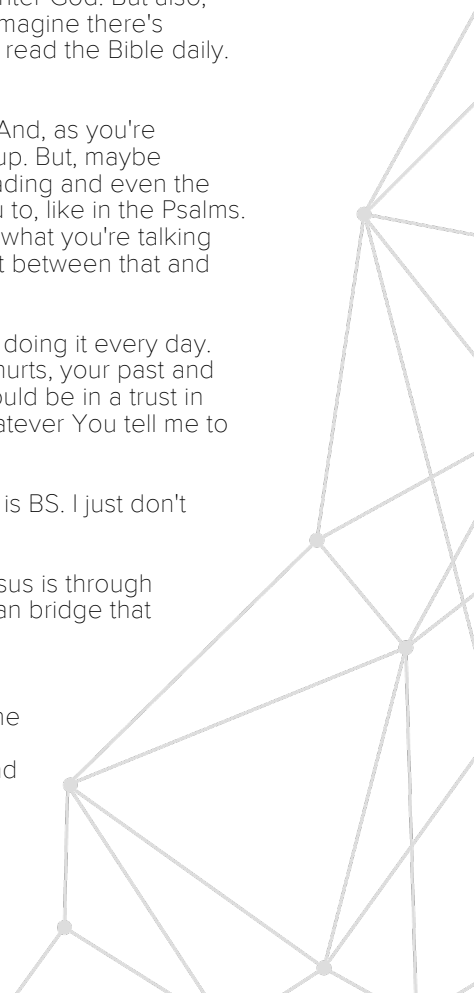 nter God. But also,
magine there's
read the Bible daily.
And, as you're
up. But, maybe
ading and even the
u to, like in the Psalms.
what you're talking
t between that and
doing it every day.
hurts, your past and
ould be in a trust in
atever You tell me to
is BS. I just don't
sus is through
an bridge that
ne
nd